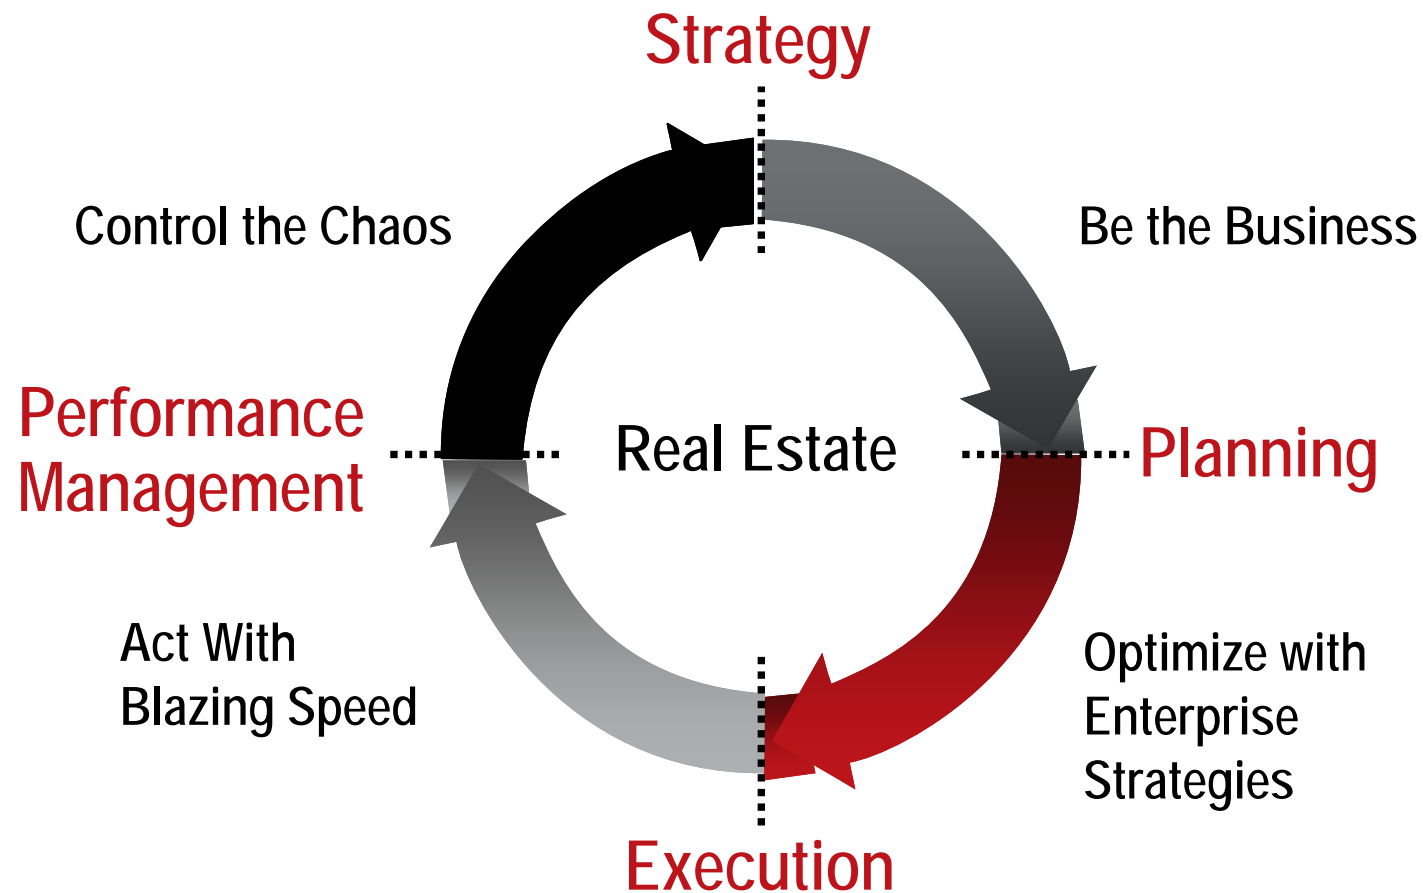 Strategy
Control the Chaos
Be the Business
Performance
Management
Real Estate
Planning
Act With
Blazing Speed
Optimize with
Enterprise
Strategies
Execution